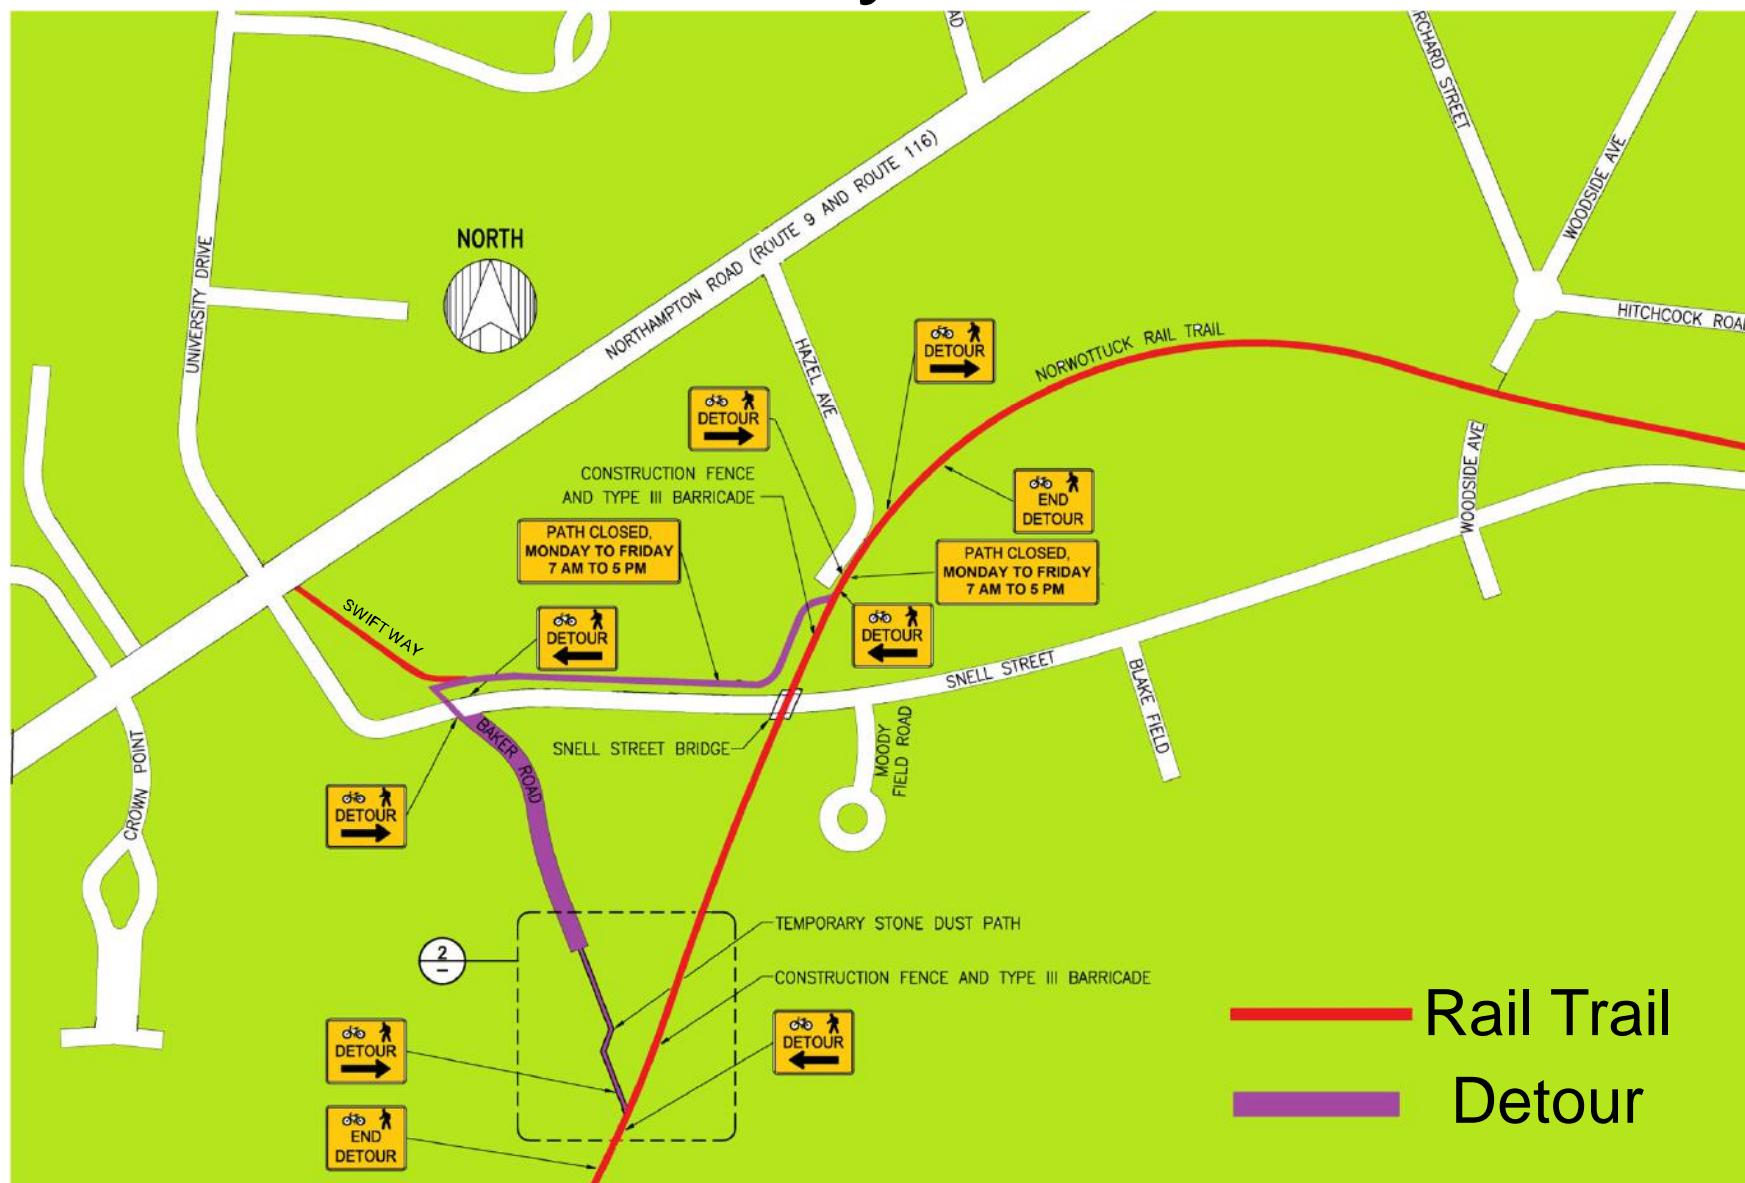 y
AD
ORCHARD STREET
WOODSIDE AVE
NORTHAMPTON ROAD (ROUTE 9 AND ROUTE 116)
NORTH
UNIVERSITY DRIVE
HITCHCOCK ROAD
NORWOTTUCK RAIL TRAIL
HAZEL AVE
DETOUR
DETOUR
CONSTRUCTION FENCE
AND TYPE III BARRICADE
END
DETOUR
WOODSIDE AVE
PATH CLOSED,
MONDAY TO FRIDAY
7 AM TO 5 PM
PATH CLOSED,
MONDAY TO FRIDAY
7 AM TO 5 PM
SWIFT WAY
DETOUR
DETOUR
SNELL STREET
BLAKE FIELD
BAKER ROAD
SNELL STREET BRIDGE
MOODY
FIELD ROAD
CROWN POINT
DETOUR
TEMPORARY STONE DUST PATH
2
–
CONSTRUCTION FENCE AND TYPE III BARRICADE
DETOUR
DETOUR
END
DETOUR
Rail Trail
Detour